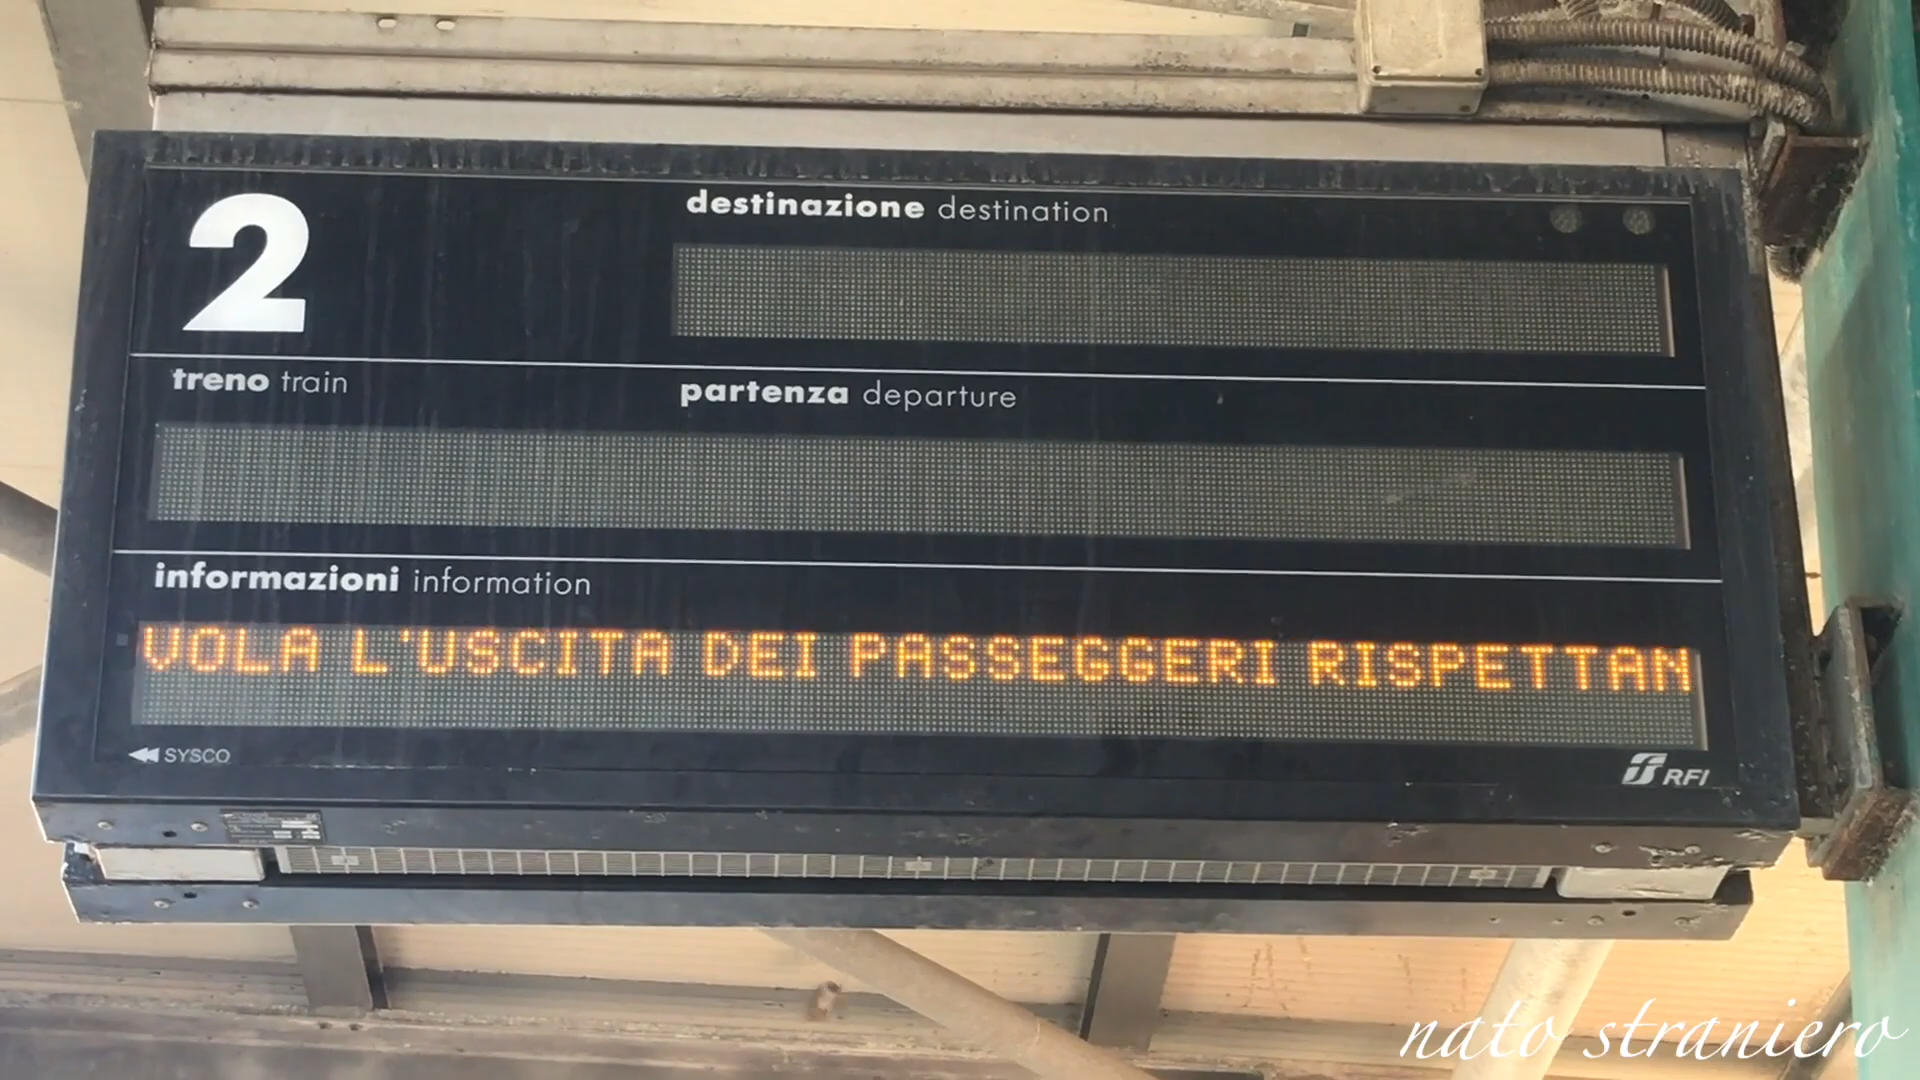 2
destinazione destination
treno train
partenza departure
informazioni information
VOLA L'USCITA DEI PASSEGGERI RISPETTAN
SYSCO
RFI
nato straniero